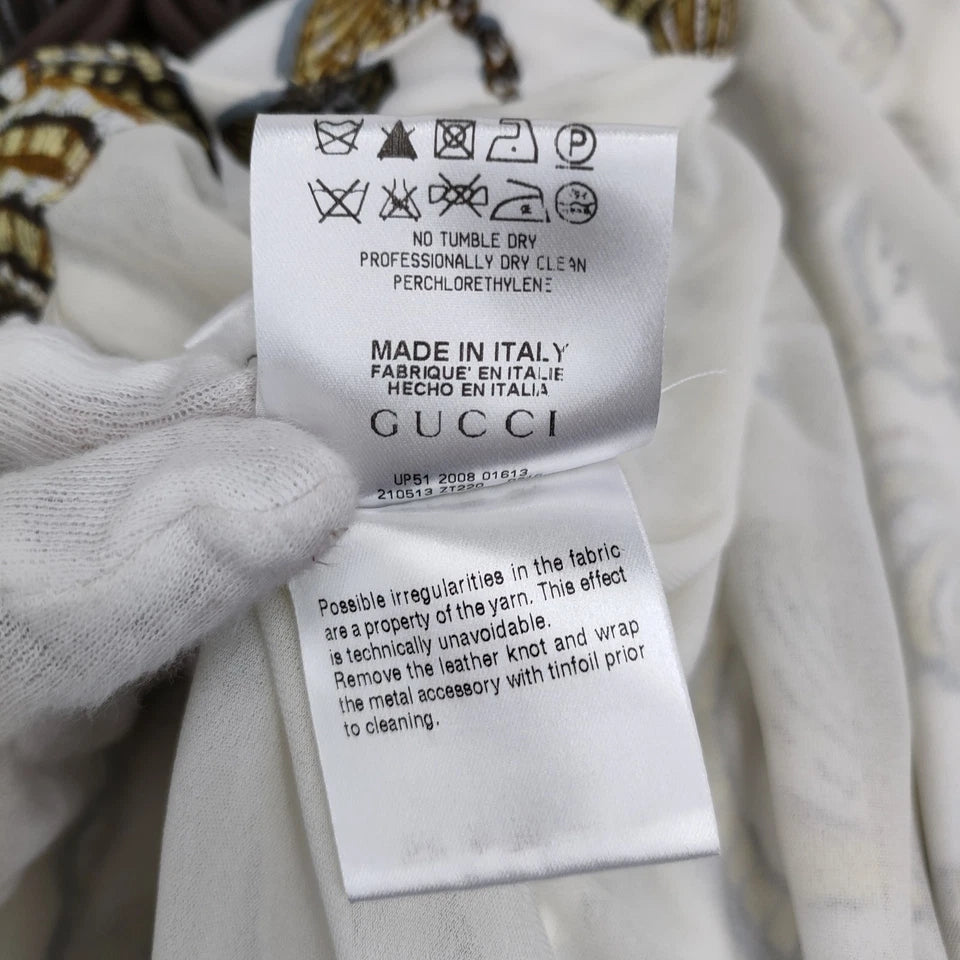 P
NO TUMBLE DRY
PROFESSIONALLY DRY CLEAN
PERCHLORETHYLENE
MADE IN ITALY
FABRIQUE' EN ITALIE
HECHO EN ITALIA
GUCCI
UP51 2008 01613
210513 ZT220
Possible irregularities in the fabric
are a property of the yarn. This effect
is technically unavoidable.
Remove the leather knot and wrap
the metal accessory with tinfoil prior
to cleaning.